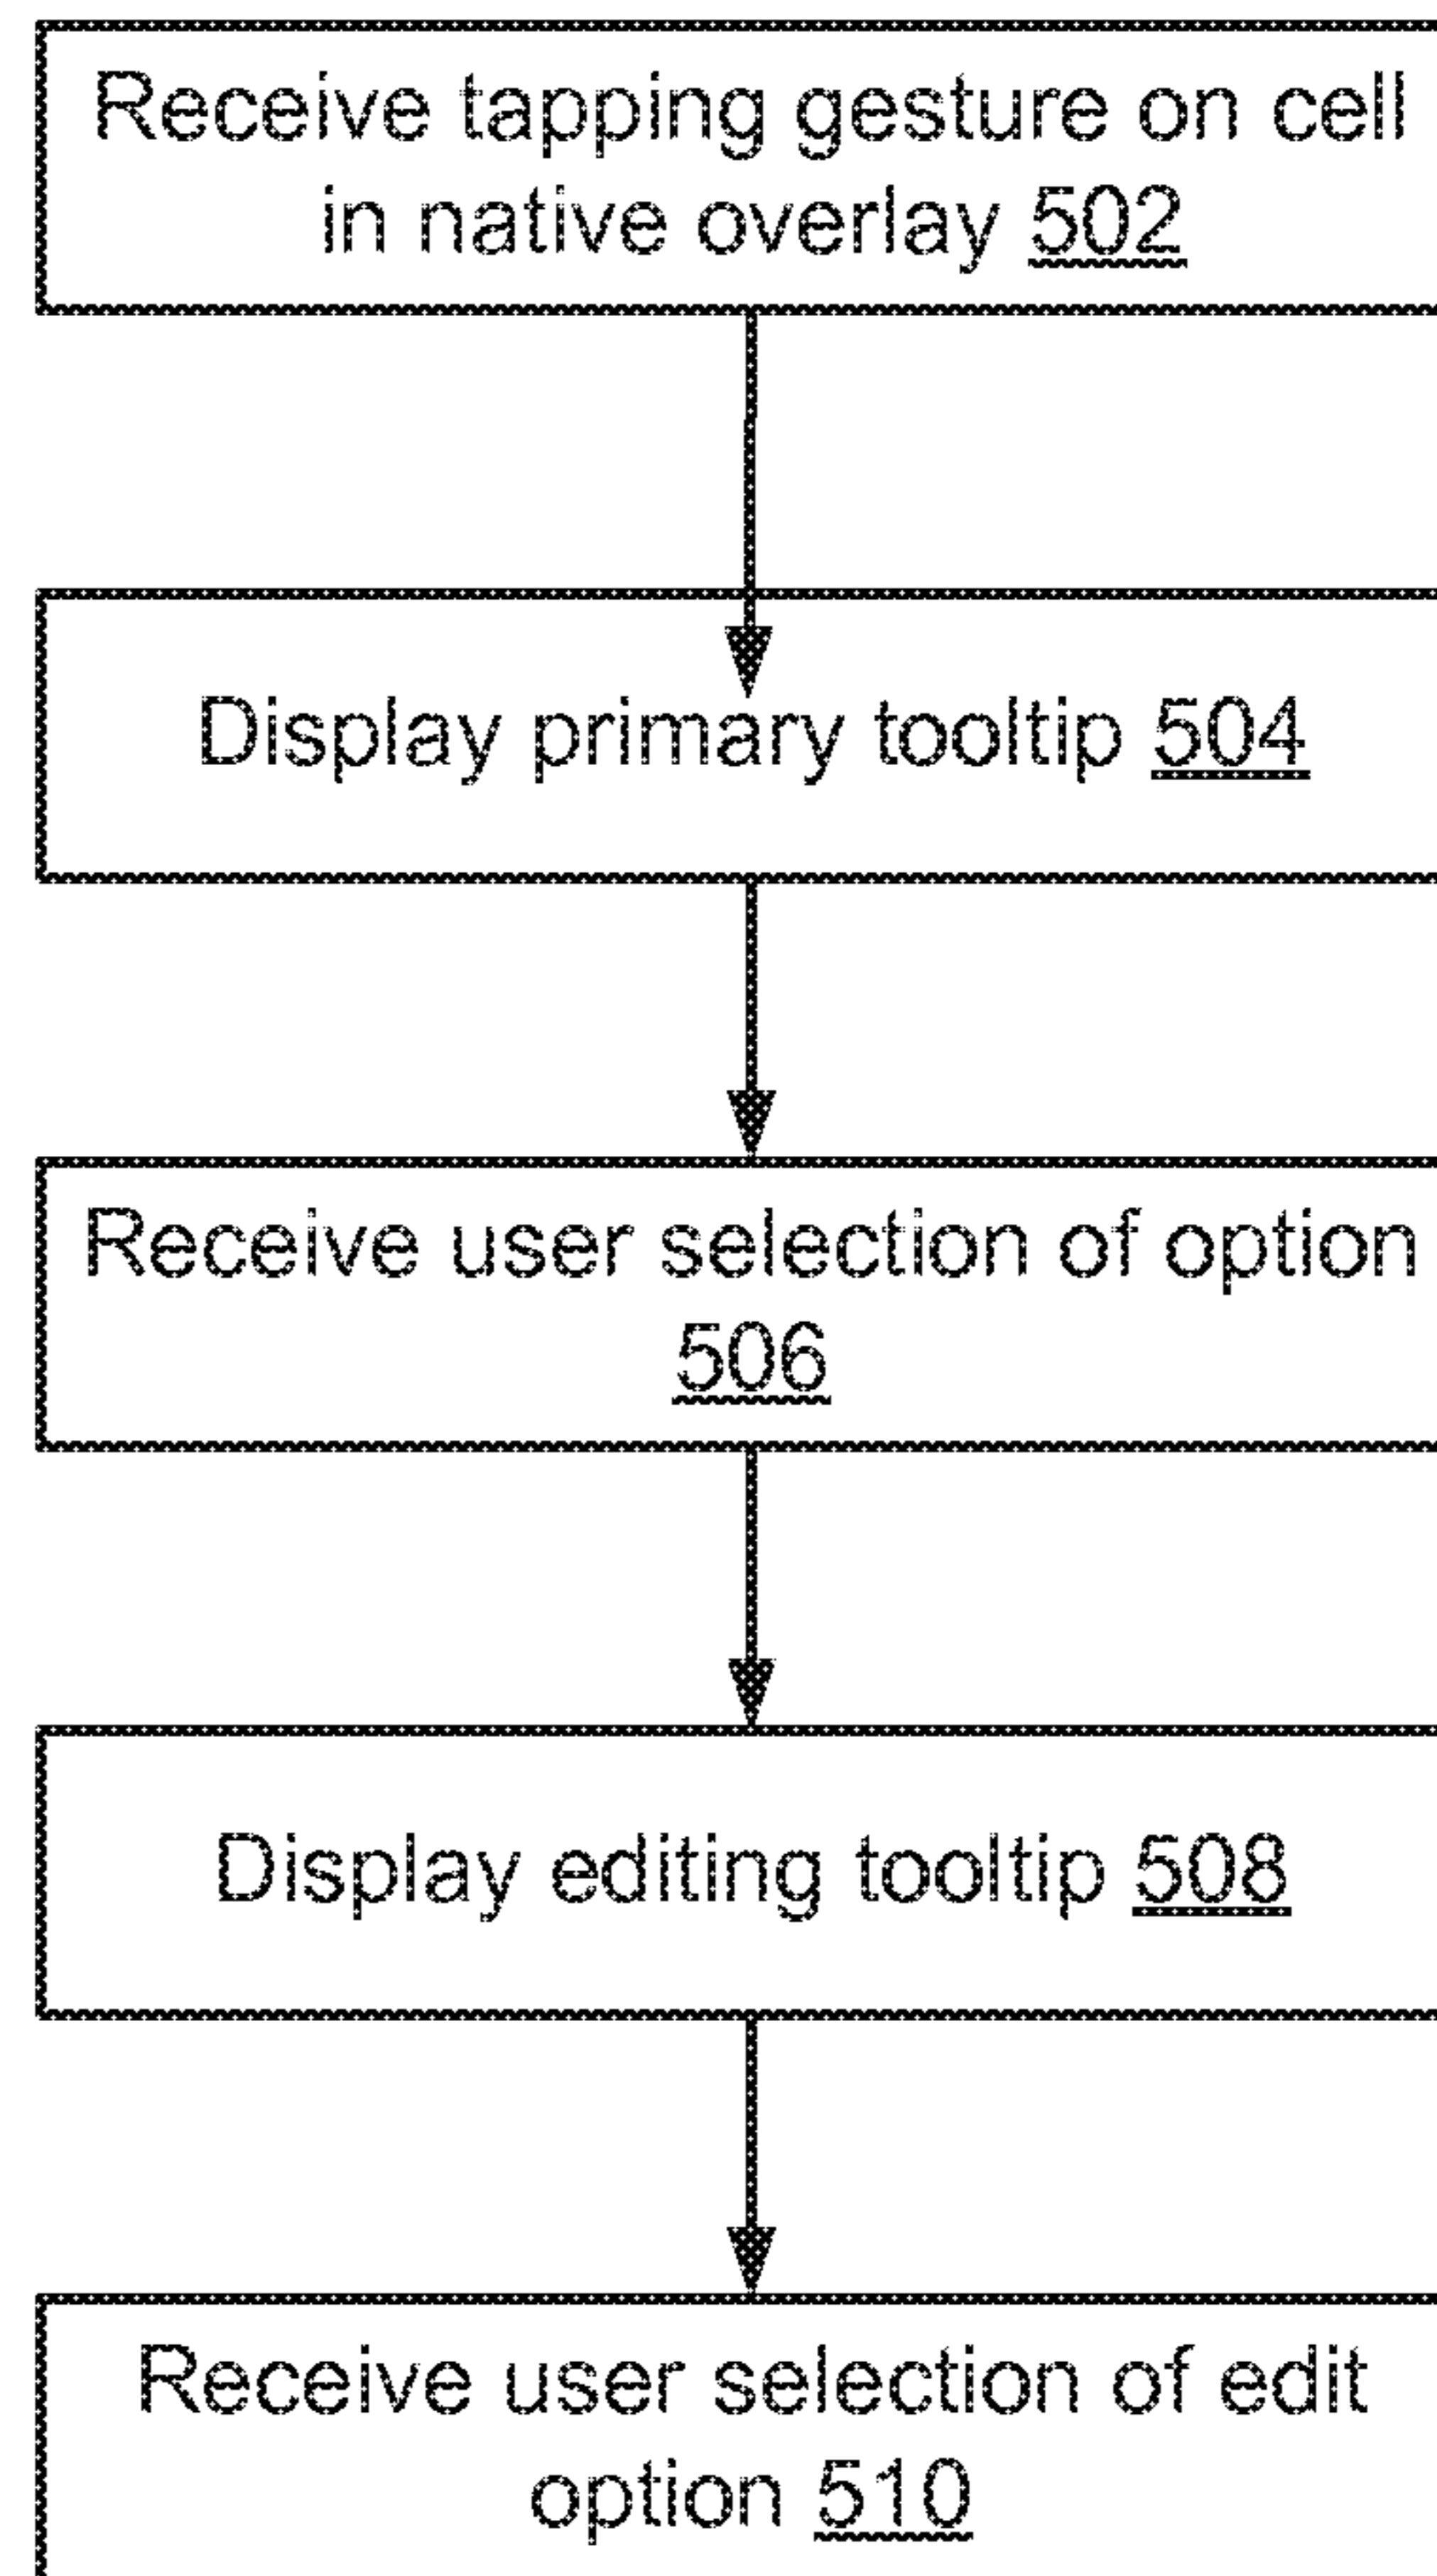 Receive tapping gesture on cell
in native overlay 502
Display primary tooltip 504
Receive user selection of option
506
Display editing tooltip 508
Receive user selection of edit
option 510